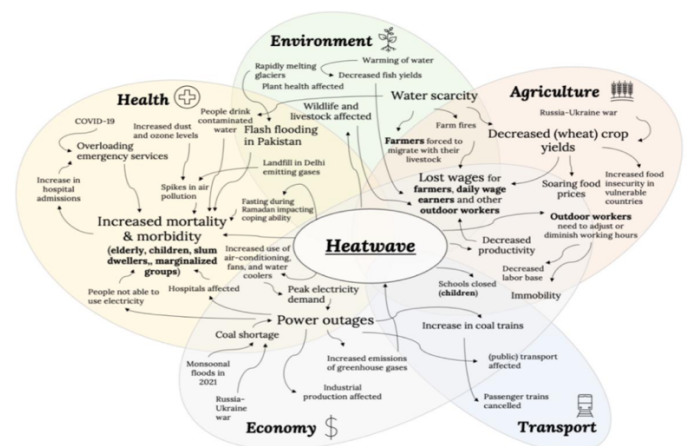 Environment
Rapidly melting
glaciers
Warming of water
Decreased fish yields
Plant health affected
Wildlife and
livestock affected
Water scarcity
Farm fires
Agriculture
Russia-Ukraine war
Decreased (wheat) crop
yields
Farmers forced to
migrate with their
livestock
Lost wages for
farmers, daily wage
earners and other
outdoor workers
Soaring food
prices
Increased food
insecurity in
vulnerable
countries
Outdoor workers
need to adjust or
diminish working hours
Decreased
productivity
Decreased
labor base
Immobility
Schools closed
(children)
Health
COVID-19
Increased dust
and ozone levels
People drink
contaminated
water
Flash flooding
in Pakistan
Overloading
emergency services
Landfill in Delhi
emitting gases
Increase in
hospital
admissions
Spikes in air
pollution
Fasting during
Ramadan impacting
coping ability
Increased mortality
& morbidity
(elderly, children, slum
dwellers,, marginalized
groups)
Increased use of
air-conditioning,
fans, and water
coolers
People not able to
use electricity
Hospitals affected
Heatwave
Peak electricity
demand
Power outages
Coal shortage
Monsoonal
floods in
2021
Russia-
Ukraine
war
Increased emissions
of greenhouse gases
Industrial
production affected
Economy
Increase in coal trains
(public) transport
affected
Passenger trains
cancelled
Transport